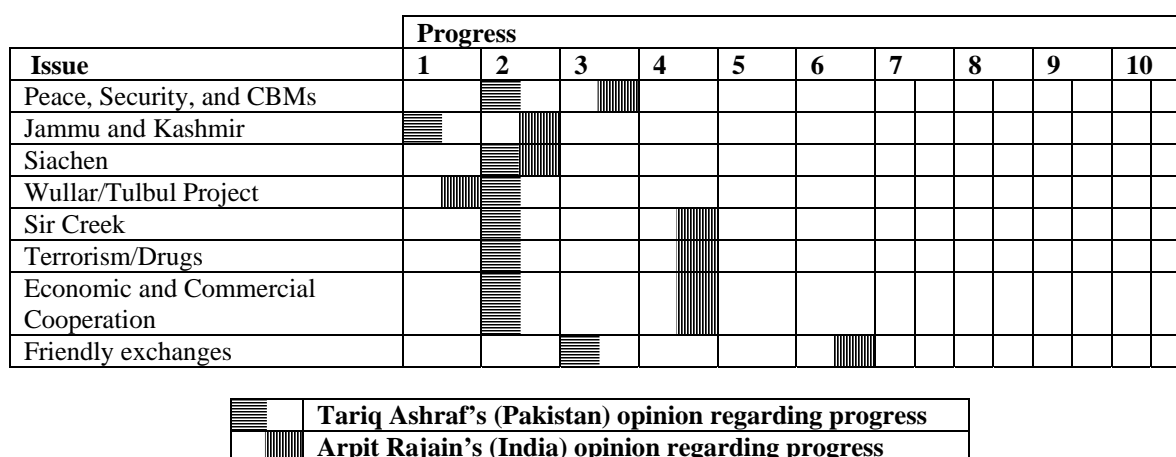 Progress
Issue 1 2 3 4 5 6 7 8 9 10
Peace, Security, and CBMs
Jammu and Kashmir
Siachen
Wullar/Tulbul Project
Sir Creek
Terrorism/Drugs
Economic and Commercial
Cooperation
Friendly exchanges
Tariq Ashraf’s (Pakistan) opinion regarding progress
Arpit Rajain’s (India) opinion regarding progress